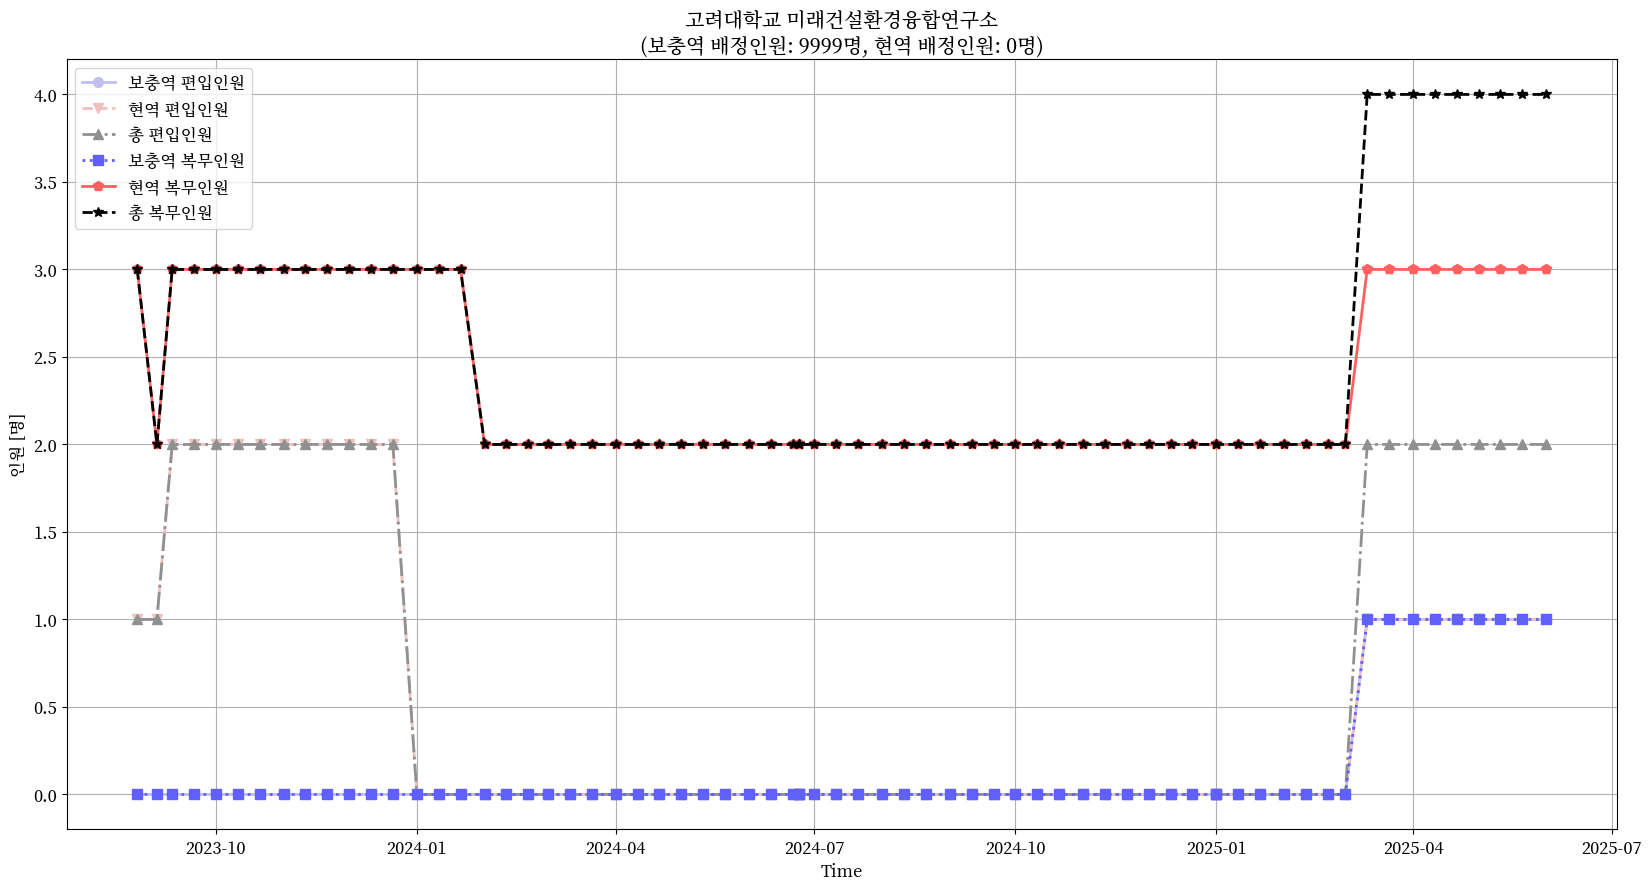 고려대학교 미래건설환경융합연구소
(보충역 배정인원: 9999명, 현역 배정인원: 0명)
보충역 편입인원
현역 편입인원
총 편입인원
보충역 복무인원
현역 복무인원
총 복무인원
4.0
3.5
3.0
2.5
2.0
1.5
1.0
0.5
0.0
인원 [명]
2023-10
2024-01
2024-04
2024-07
2024-10
2025-01
2025-04
2025-07
Time